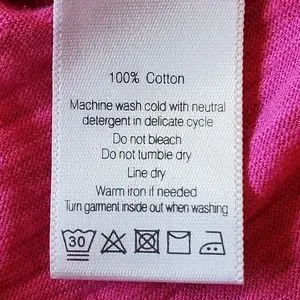 100% Cotton
Machine wash cold with neutral
detergent in delicate cycle
Do not bleach
Do not tumble dry
Line dry
Warm iron if needed
Turn garment inside out when washing
30